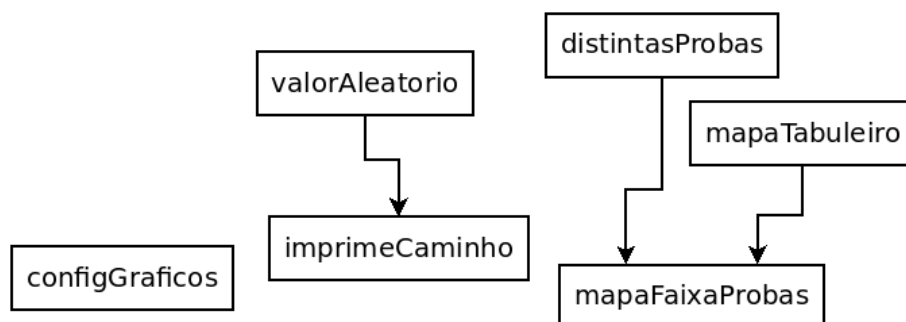 distintasProbas
valorAleatorio
mapaTabuleiro
imprimeCaminho
configGraficos
mapaFaixaProbas